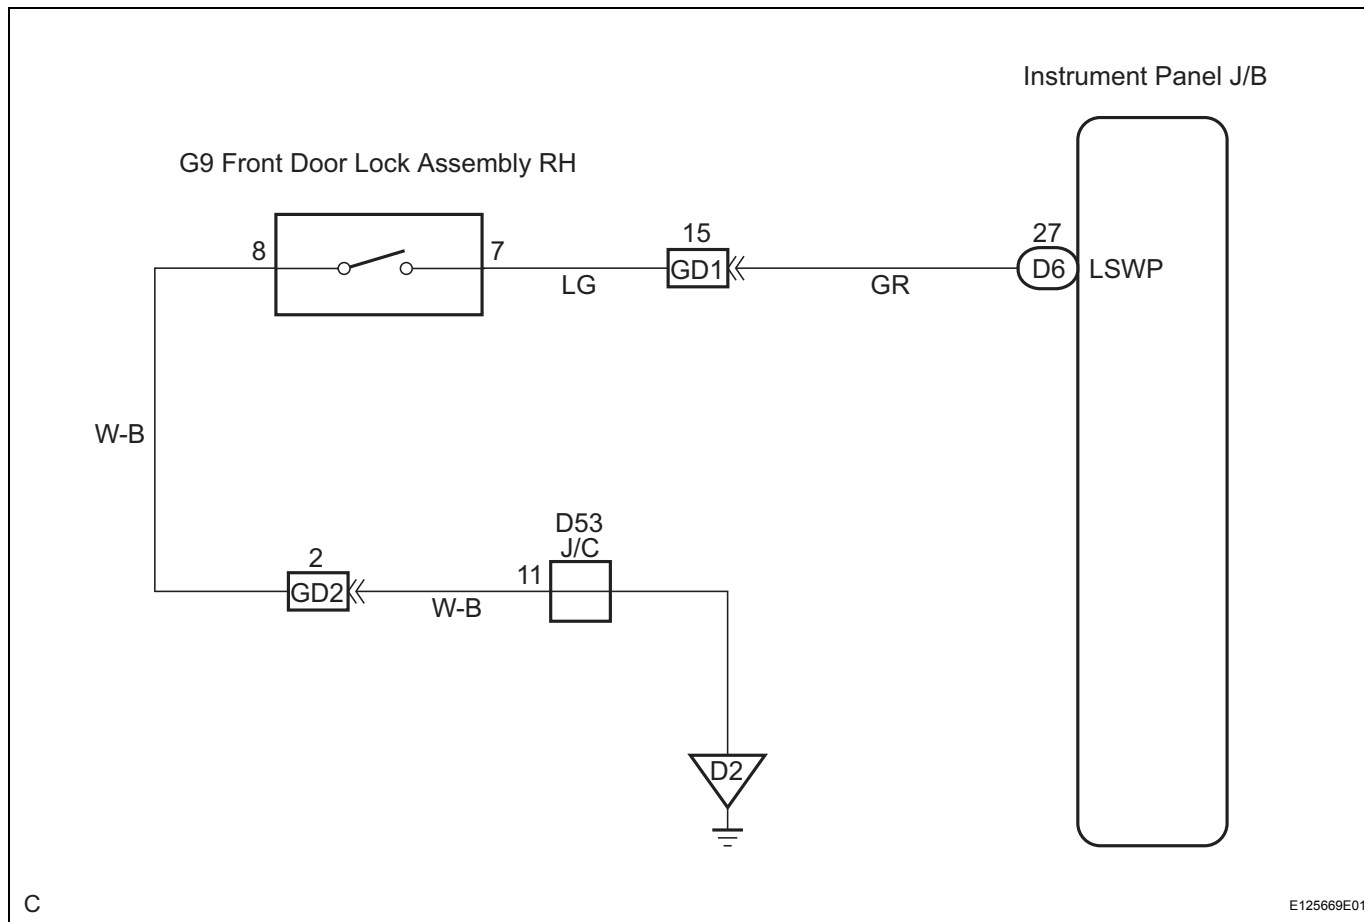 Instrument Panel J/B
G9 Front Door Lock Assembly RH
8
7
15
27
GD1
D6
LSWP
LG
GR
W-B
D53
J/C
2
11
GD2
W-B
D2
C
E125669E01